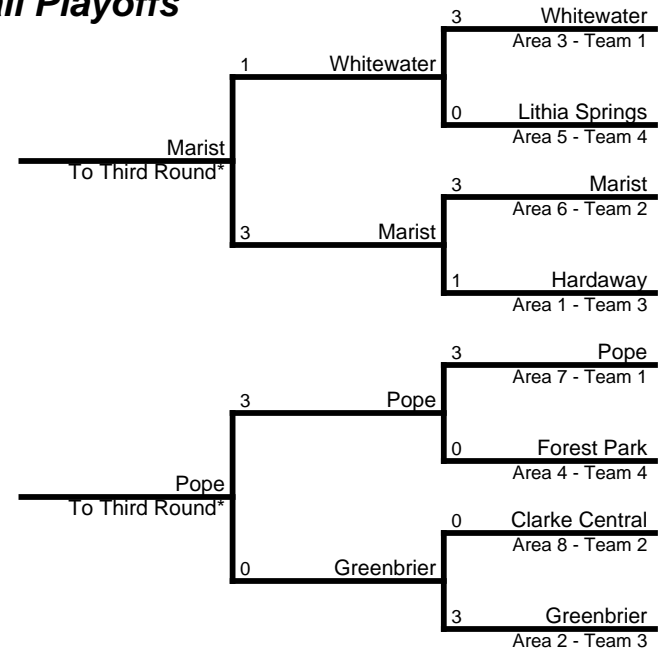 Playoffs
3 Whitewater
Area 3 - Team 1
1 Whitewater
0 Lithia Springs
Area 5 - Team 4
Marist
To Third Round*
3 Marist
Area 6 - Team 2
3 Marist
1 Hardaway
Area 1 - Team 3
3 Pope
Area 7 - Team 1
3 Pope
0 Forest Park
Area 4 - Team 4
Pope
To Third Round*
0 Clarke Central
Area 8 - Team 2
0 Greenbrier
3 Greenbrier
Area 2 - Team 3